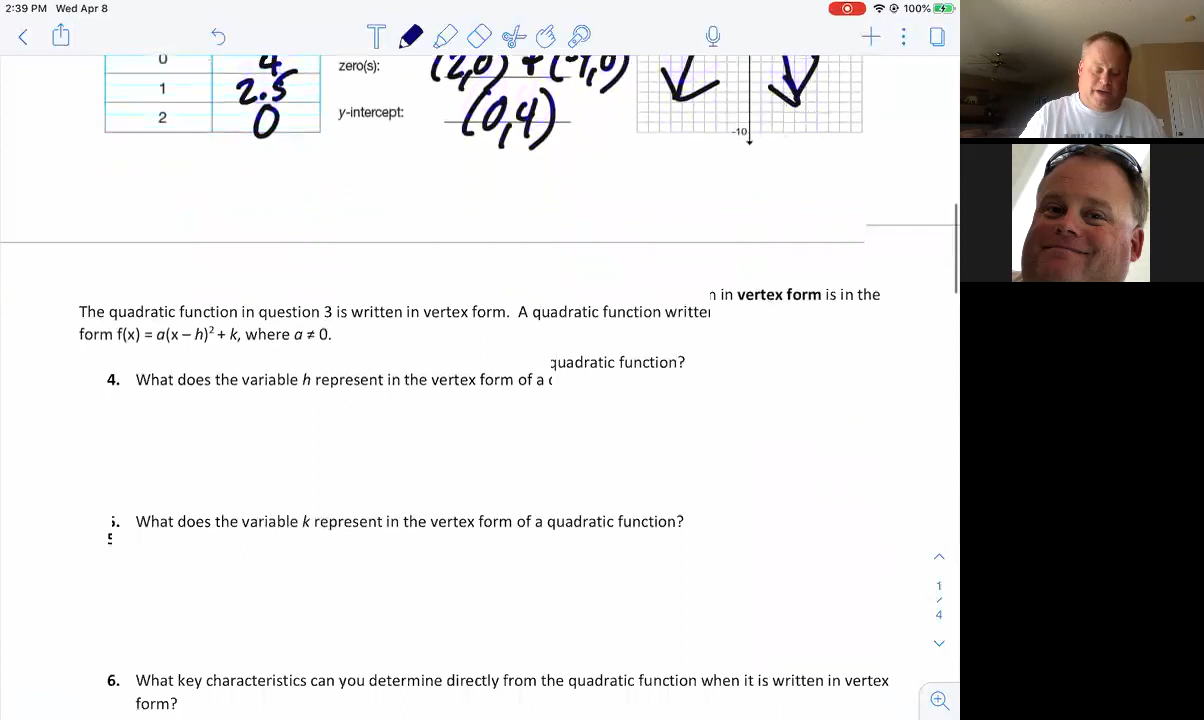 2:39 PM Wed Apr 8 100%
0 4
zero(s): (2,0) + (-4,0)
1 2.5
y-intercept: (0,4)
2 0
-10
n in vertex form is in the
The quadratic function in question 3 is written in vertex form. A quadratic function written
form f(x) = a(x – h)² + k, where a ≠ 0.
quadratic function?
4. What does the variable h represent in the vertex form of a
5. What does the variable k represent in the vertex form of a quadratic function?
5
1
/
4
6. What key characteristics can you determine directly from the quadratic function when it is written in vertex
form?